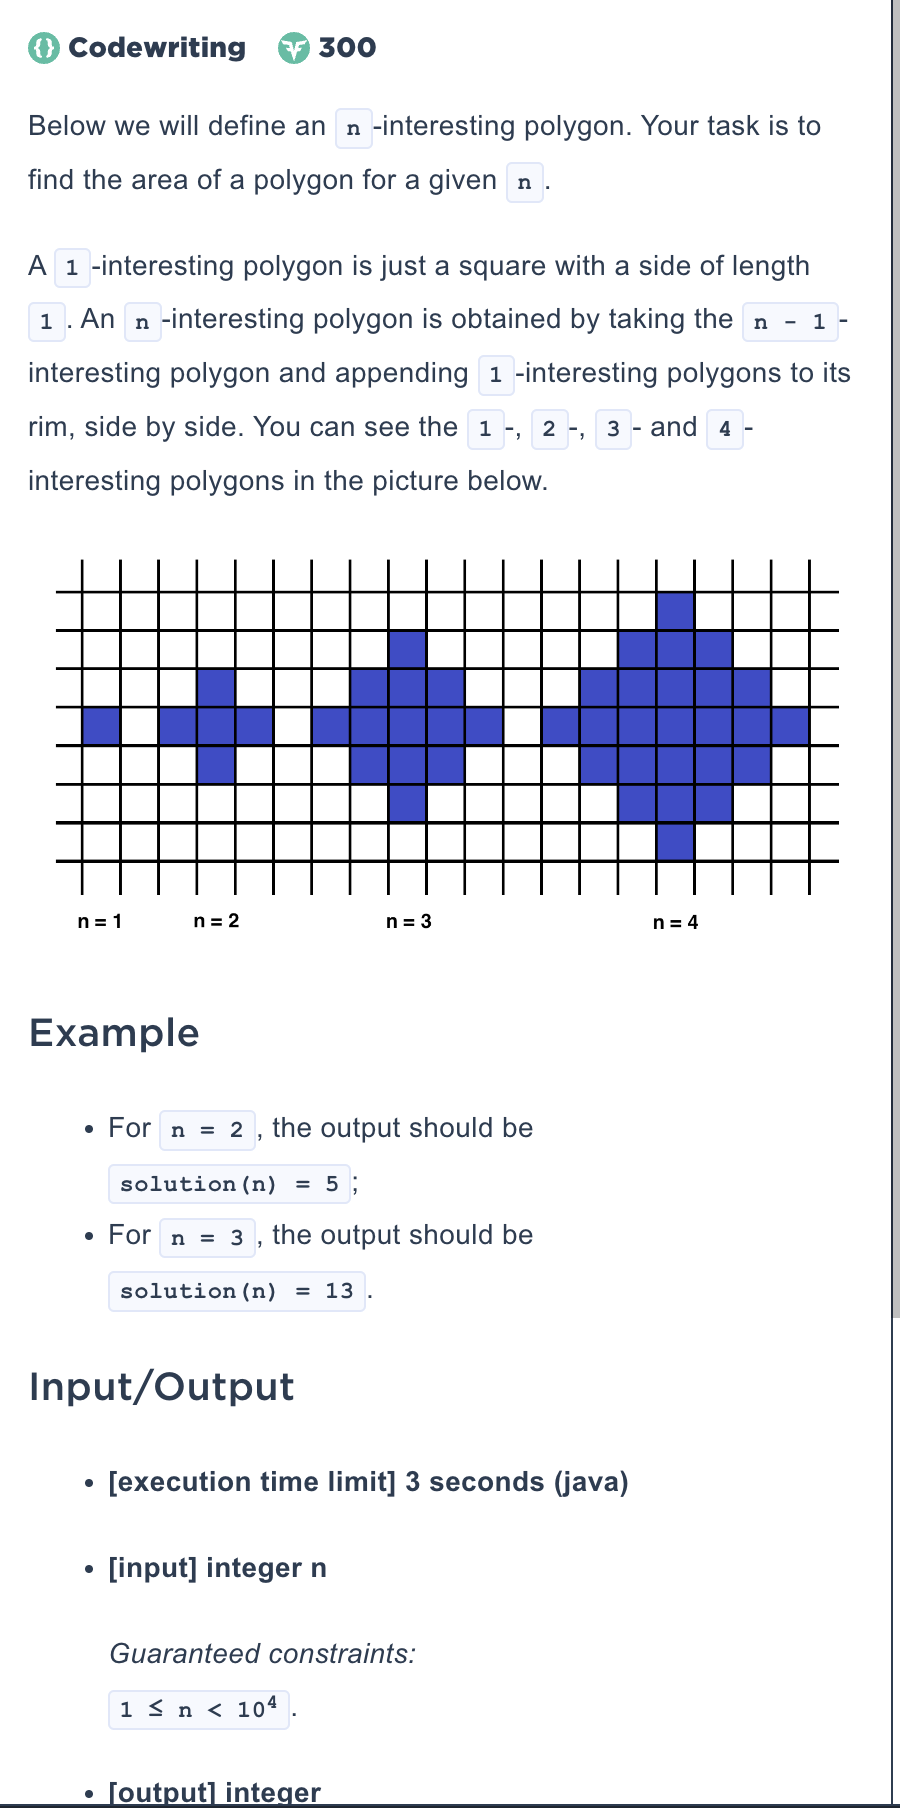 {} Codewriting 300
Below we will define an n -interesting polygon. Your task is to
find the area of a polygon for a given n .
A 1 -interesting polygon is just a square with a side of length
1 . An n -interesting polygon is obtained by taking the n - 1 -
interesting polygon and appending 1 -interesting polygons to its
rim, side by side. You can see the 1 -, 2 -, 3 - and 4 -
interesting polygons in the picture below.
n = 1 n = 2 n = 3 n = 4
Example
• For n = 2 , the output should be
solution(n) = 5 ;
• For n = 3 , the output should be
solution(n) = 13 .
Input/Output
• [execution time limit] 3 seconds (java)
• [input] integer n
Guaranteed constraints:
1 ≤ n < 10⁴ .
• [output] integer